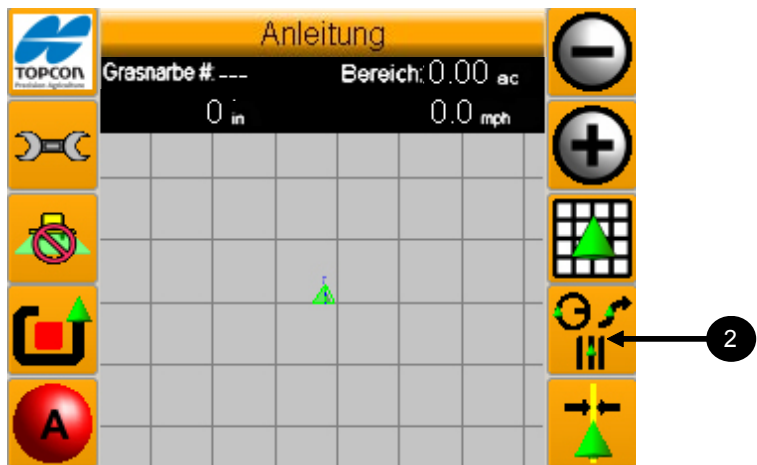 Anleitung
TOPCON
Precision Agriculture
Grasnarbe #: --- Bereich: 0.00 ac
0 in 0.0 mph
2
A